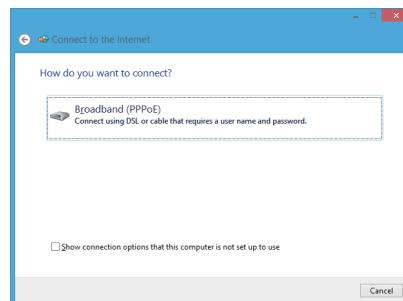 Connect to the Internet
How do you want to connect?
Broadband (PPPoE)
Connect using DSL or cable that requires a user name and password.
Show connection options that this computer is not set up to use
Cancel